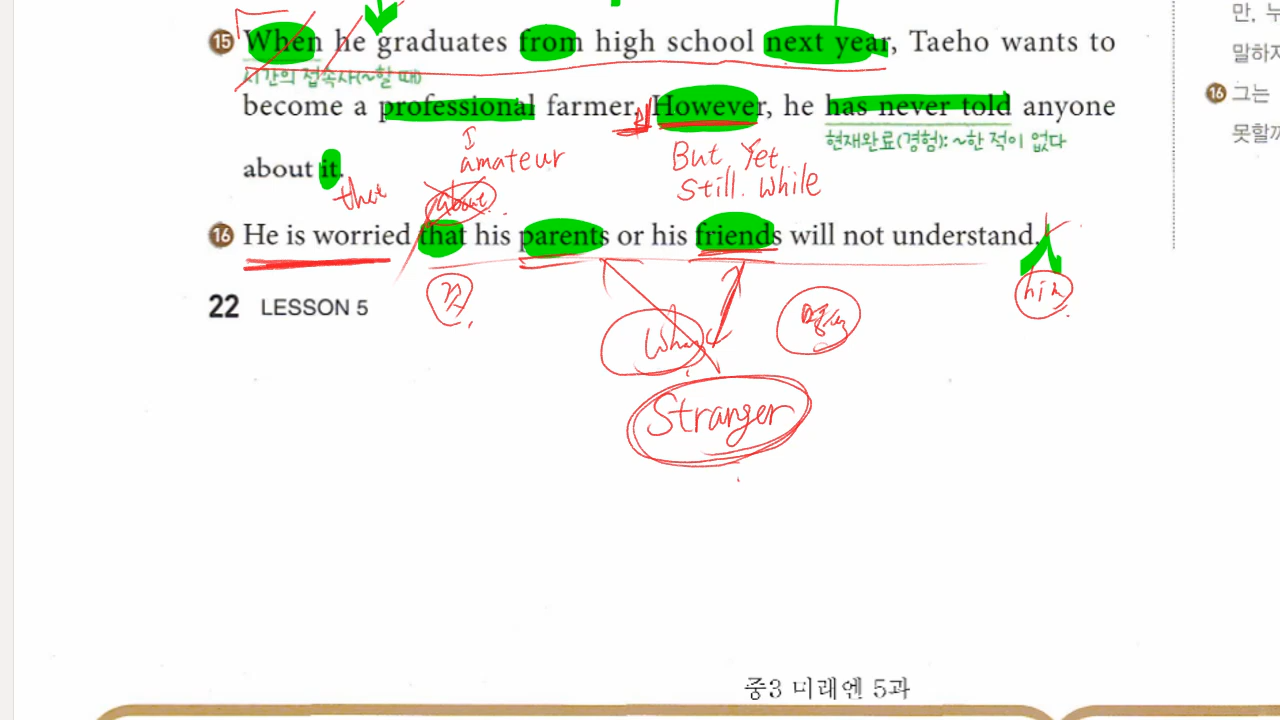 15 When he graduates from high school next year, Taeho wants to
시간의 접속사(~할 때)
become a professional farmer. However, he has never told anyone
현재완료(경험): ~한 적이 없다
amateur
But Yet
Still. While
about it.
that
about
16 He is worried that his parents or his friends will not understand.
것
him
22 LESSON 5
Stranger
만, 누
말하지
16 그는
못할까
중3 미래엔 5과